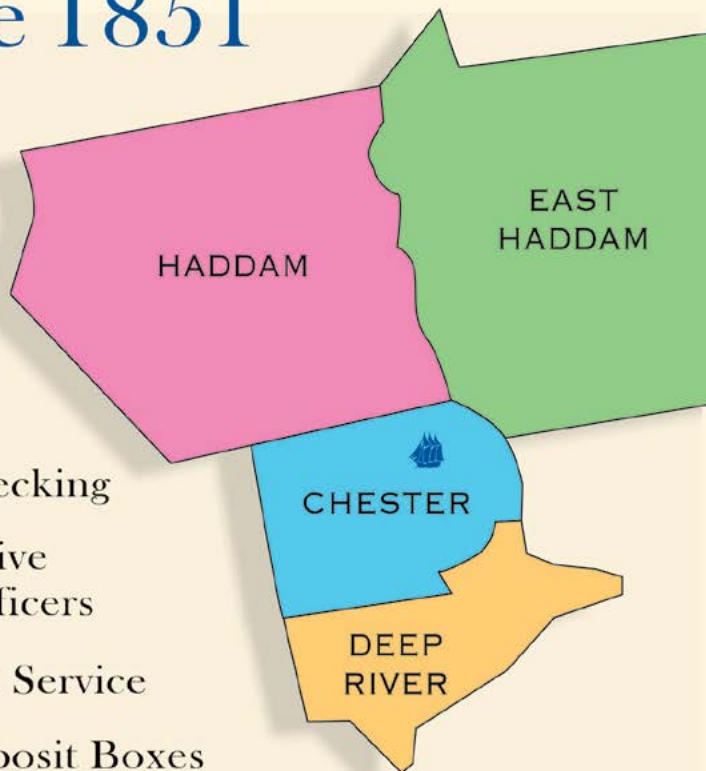 e 1851
EAST
HADDAM
HADDAM
CHESTER
ecking
ive
ficers
DEEP
RIVER
Service
posit Boxes